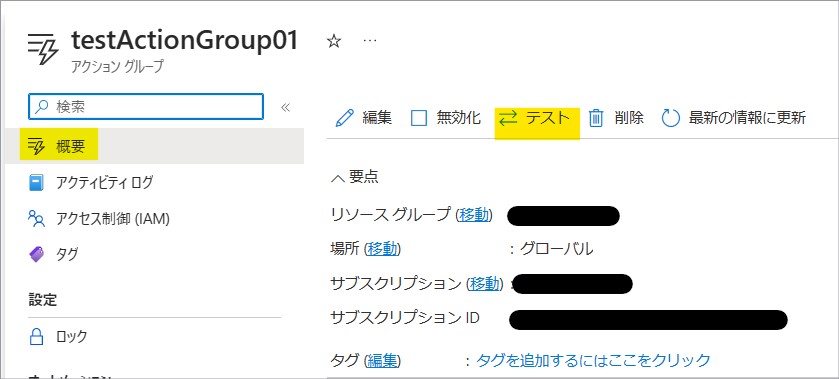 testActionGroup01
アクション グループ
検索
概要
アクティビティ ログ
アクセス制御 (IAM)
タグ
設定
ロック
編集 無効化 テスト 削除 最新の情報に更新
要点
リソース グループ (移動)
場所 (移動) : グローバル
サブスクリプション (移動) :
サブスクリプション ID
タグ (編集) : タグを追加するにはここをクリック